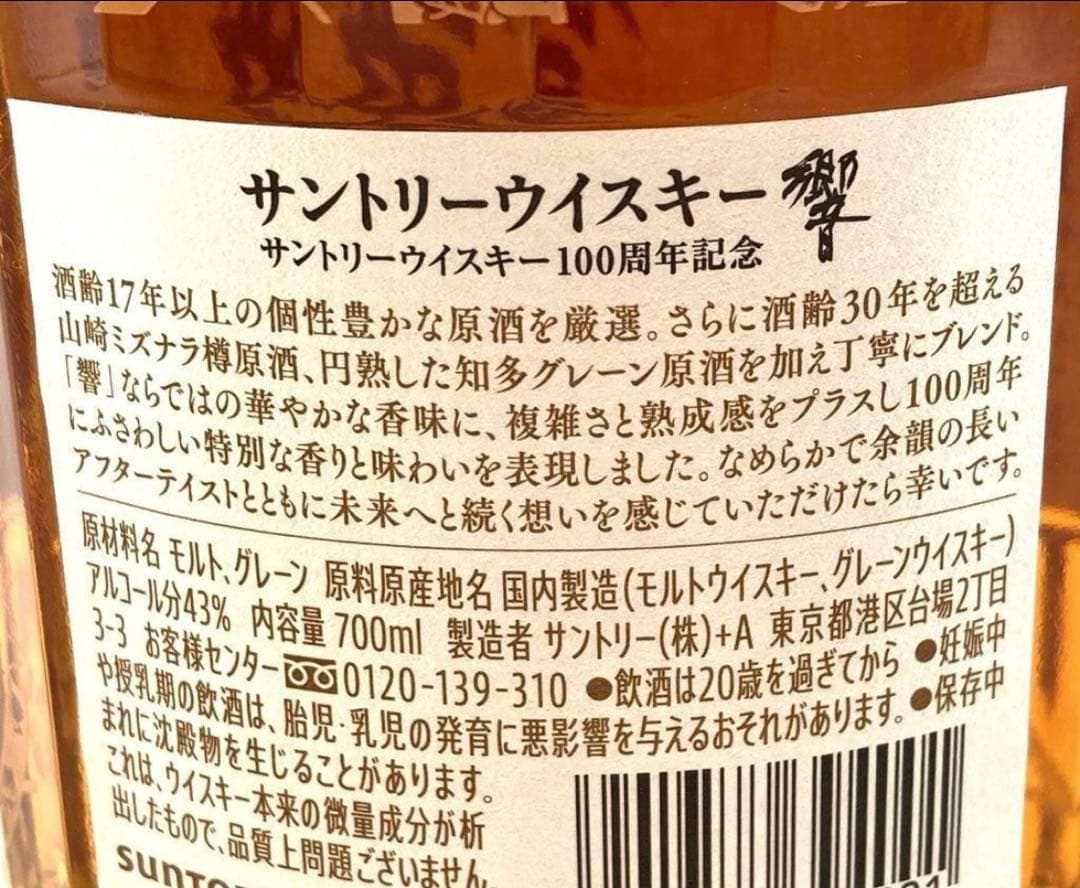 サントリーウイスキー 響
サントリーウイスキー100周年記念
酒齢17年以上の個性豊かな原酒を厳選。さらに酒齢30年を超える
山崎ミズナラ樽原酒、円熟した知多グレーン原酒を加え丁寧にブレンド。
「響」ならではの華やかな香味に、複雑さと熟成感をプラスし100周年
にふさわしい特別な香りと味わいを表現しました。なめらかで余韻の長い
アフターテイストとともに未来へと続く想いを感じていただけたら幸いです。
原材料名 モルト、グレーン 原料原産地名 国内製造(モルトウイスキー、グレーンウイスキー)
アルコール分43% 内容量 700ml 製造者 サントリー(株)+A 東京都港区台場2丁目
3-3 お客様センター 0120-139-310 ●飲酒は20歳を過ぎてから ●妊娠中
や授乳期の飲酒は、胎児・乳児の発育に悪影響を与えるおそれがあります。●保存中
まれに沈殿物を生じることがあります。
これは、ウイスキー本来の微量成分が析
出したもので、品質上問題ございません。